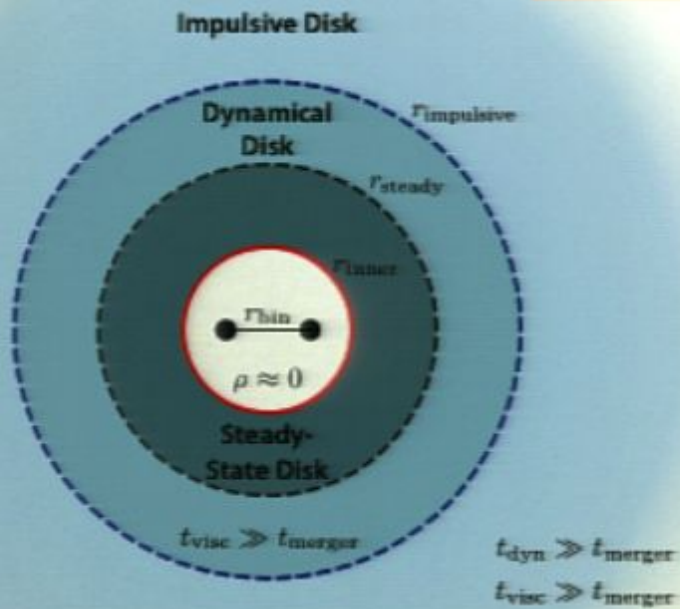 Impulsive Disk
Dynamical
Disk
r_impulsive
r_steady
r_inner
r_bin
ρ ≈ 0
Steady-
State Disk
t_visc ≫ t_merger
t_dyn ≫ t_merger
t_visc ≫ t_merger